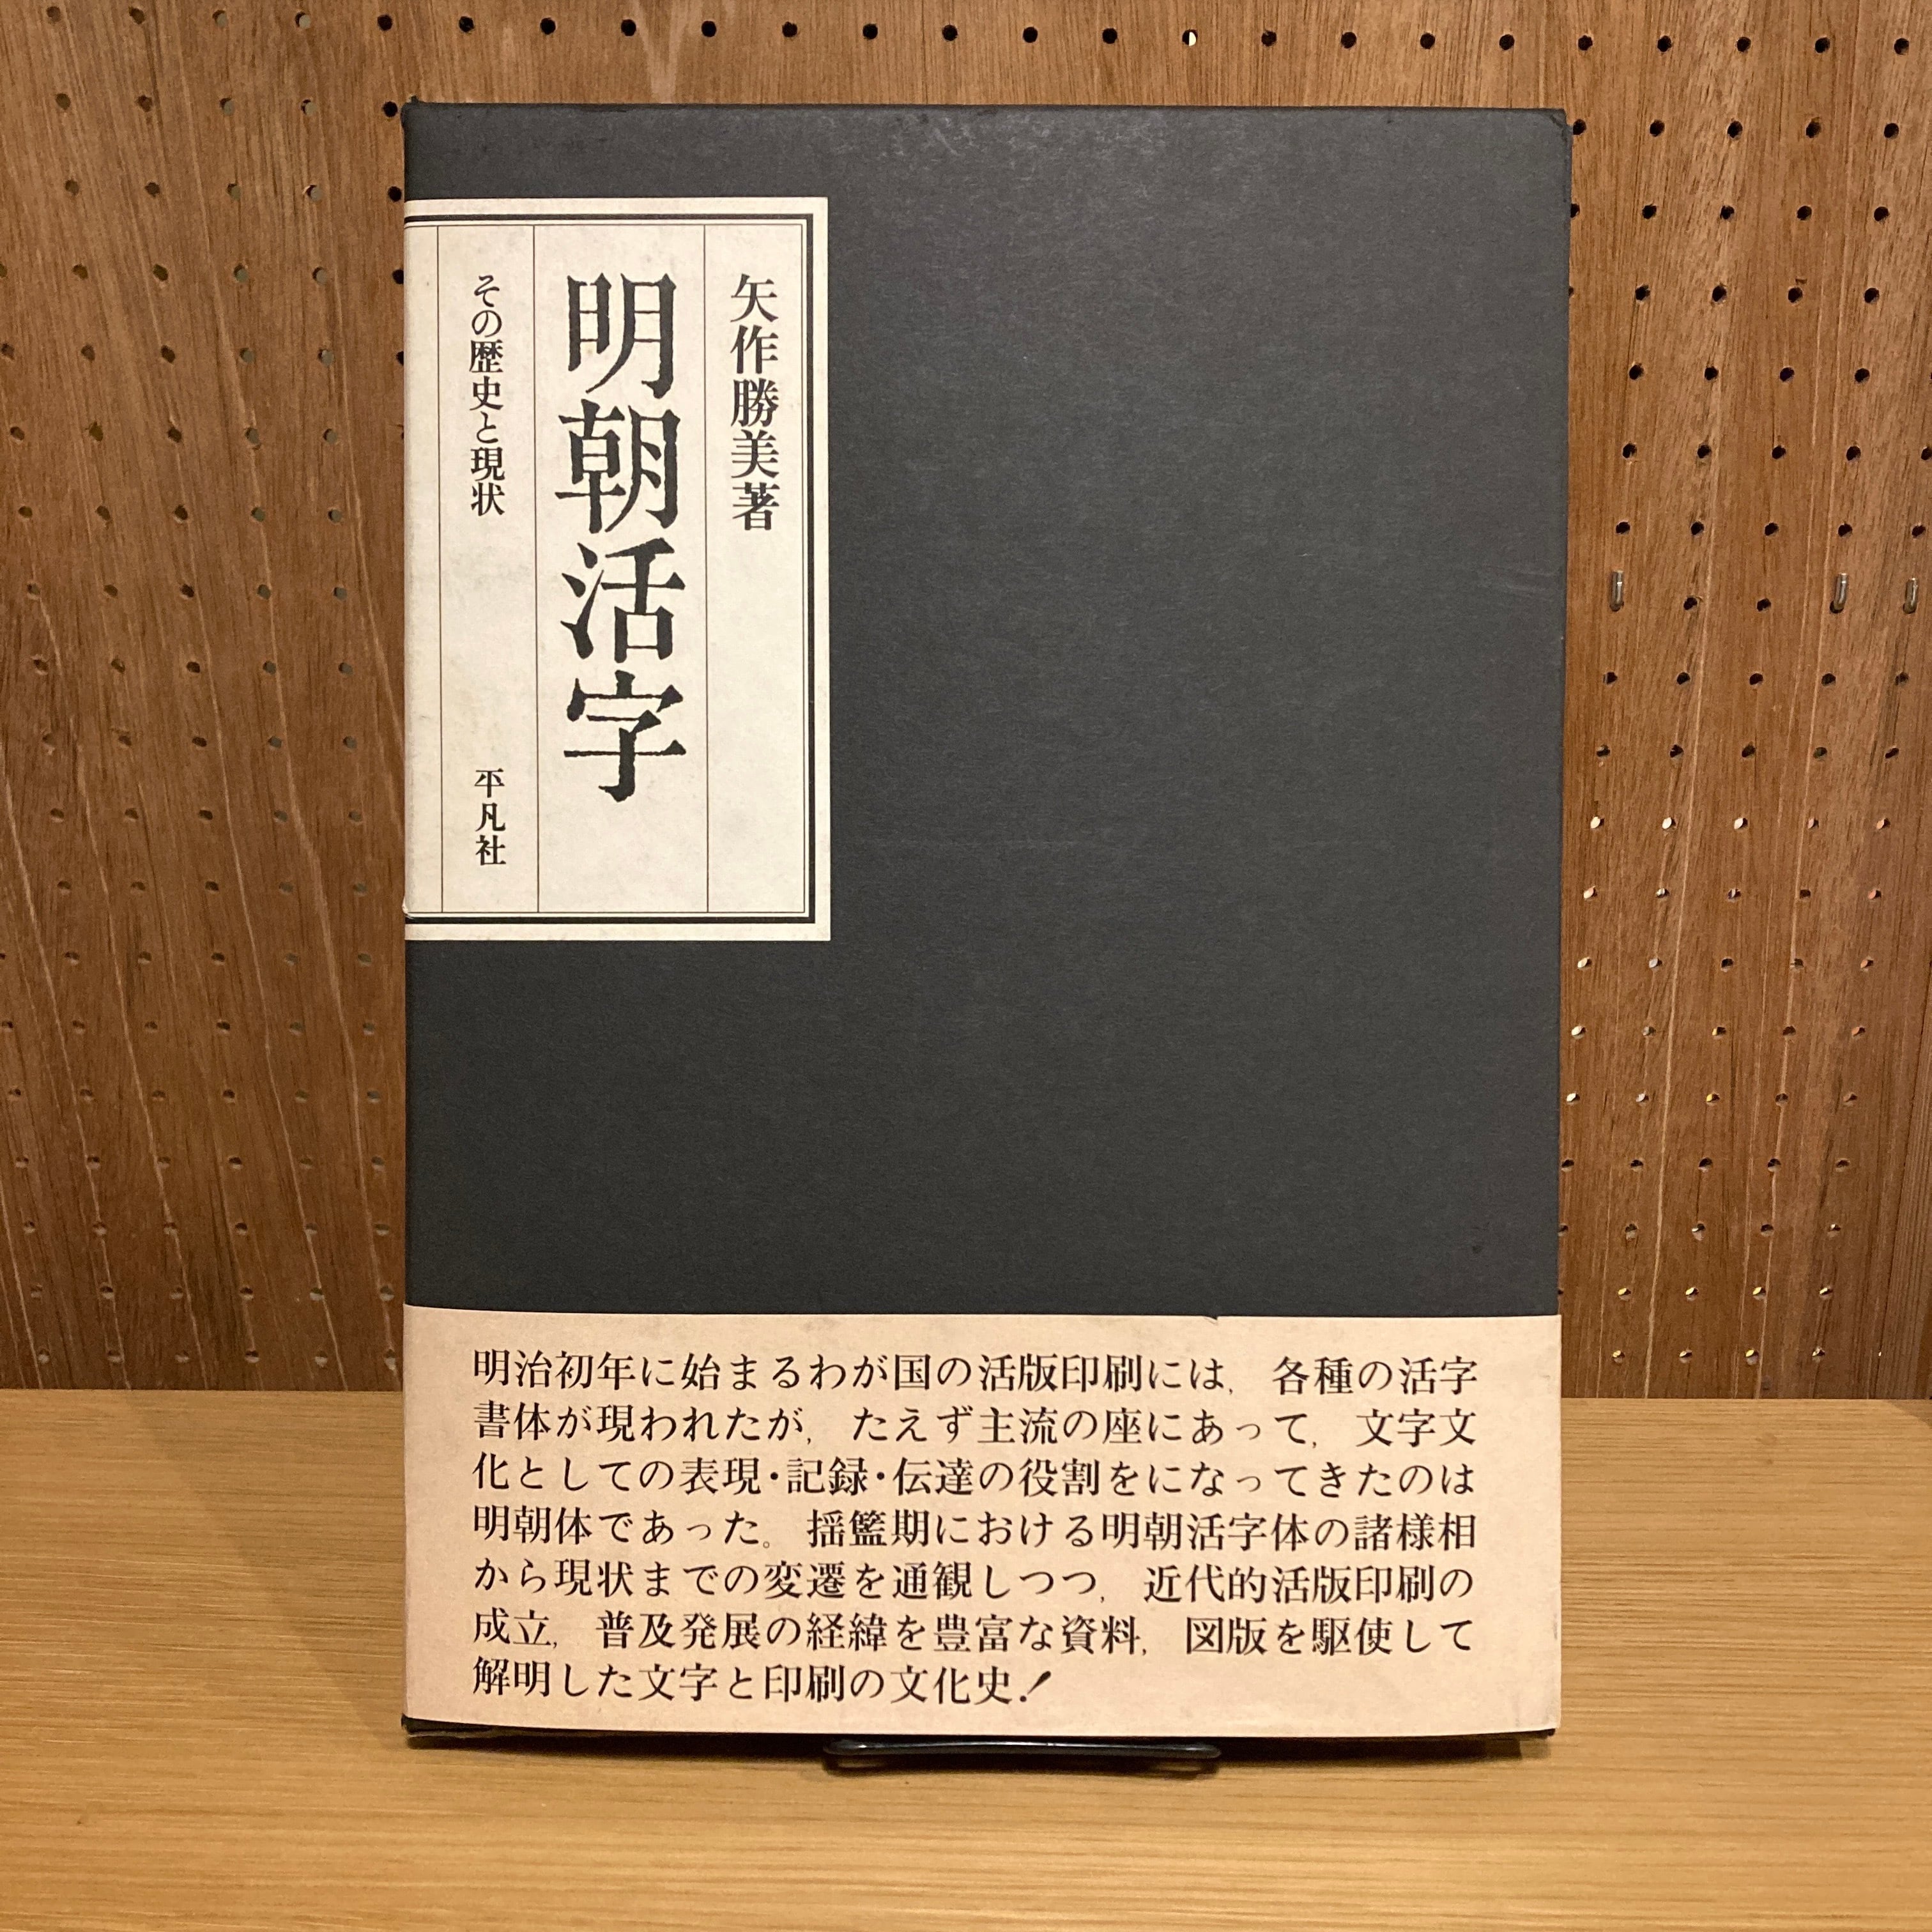 矢作勝美著
明朝活字
その歴史と現状
平凡社
明治初年に始まるわが国の活版印刷には，各種の活字
書体が現われたが，たえず主流の座にあって，文字文
化としての表現・記録・伝達の役割をになってきたのは
明朝体であった。揺籃期における明朝活字体の諸様相
から現状までの変遷を通観しつつ，近代的活版印刷の
成立，普及発展の経緯を豊富な資料，図版を駆使して
解明した文字と印刷の文化史！